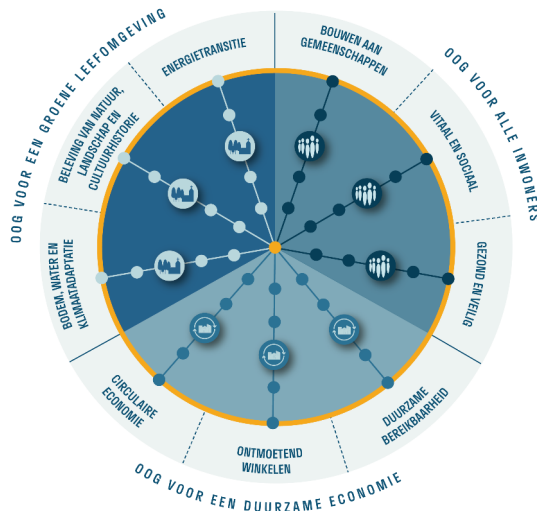 OOG VOOR EEN GROENE LEEFOMGEVING
ENERGIETRANSITIE
BELEVING VAN NATUUR,
LANDSCHAP EN
CULTUURHISTORIE
BODEM, WATER EN
KLIMAATADAPTATIE
OOG VOOR ALLE INWONERS
BOUWEN AAN
GEMEENSCHAPPEN
VITAAL EN SOCIAAL
GEZOND EN VEILIG
OOG VOOR EEN DUURZAME ECONOMIE
CIRCULAIRE
ECONOMIE
ONTMOETEND
WINKELEN
DUURZAME
BEREIKBAARHEID